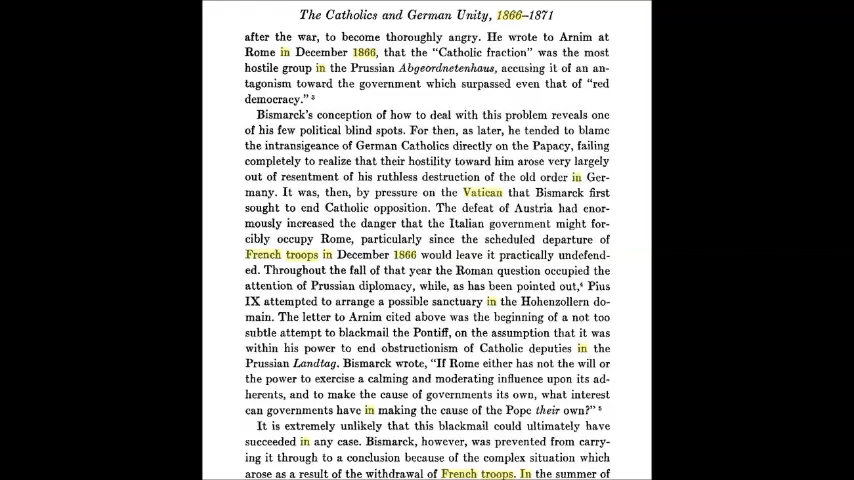 The Catholics and German Unity, 1866–1871
after the war, to become thoroughly angry. He wrote to Arnim at
Rome in December 1866, that the "Catholic fraction" was the most
hostile group in the Prussian Abgeordnetenhaus, accusing it of an an-
tagonism toward the government which surpassed even that of "red
democracy." 3
Bismarck's conception of how to deal with this problem reveals one
of his few political blind spots. For then, as later, he tended to blame
the intransigeance of German Catholics directly on the Papacy, failing
completely to realize that their hostility toward him arose very largely
out of resentment of his ruthless destruction of the old order in Ger-
many. It was, then, by pressure on the Vatican that Bismarck first
sought to end Catholic opposition. The defeat of Austria had enor-
mously increased the danger that the Italian government might for-
cibly occupy Rome, particularly since the scheduled departure of
French troops in December 1866 would leave it practically undefend-
ed. Throughout the fall of that year the Roman question occupied the
attention of Prussian diplomacy, while, as has been pointed out,4 Pius
IX attempted to arrange a possible sanctuary in the Hohenzollern do-
main. The letter to Arnim cited above was the beginning of a not too
subtle attempt to blackmail the Pontiff, on the assumption that it was
within his power to end obstructionism of Catholic deputies in the
Prussian Landtag. Bismarck wrote, "If Rome either has not the will or
the power to exercise a calming and moderating influence upon its ad-
herents, and to make the cause of governments its own, what interest
can governments have in making the cause of the Pope their own?" 5
It is extremely unlikely that this blackmail could ultimately have
succeeded in any case. Bismarck, however, was prevented from carry-
ing it through to a conclusion because of the complex situation which
arose as a result of the withdrawal of French troops. In the summer of